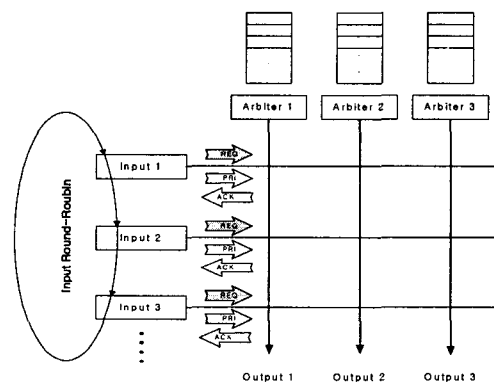 Arbiter 1 Arbiter 2 Arbiter 3
Input Round-Roubin
Input 1
REQ
PRI
ACK
Input 2
REQ
PRI
ACK
Input 3
REQ
PRI
ACK
Output 1 Output 2 Output 3